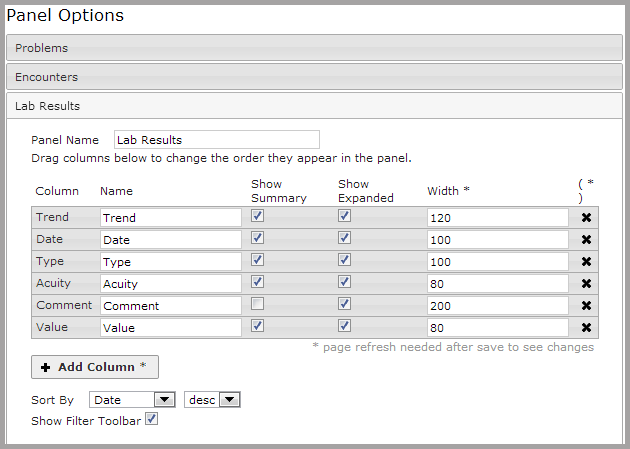 Panel Options
Problems
Encounters
Lab Results
Panel Name Lab Results
Drag columns below to change the order they appear in the panel.
Column Name Show Summary Show Expanded Width * ( * )
Trend Trend 120
Date Date 100
Type Type 100
Acuity Acuity 80
Comment Comment 200
Value Value 80
* page refresh needed after save to see changes
Add Column *
Sort By Date desc
Show Filter Toolbar